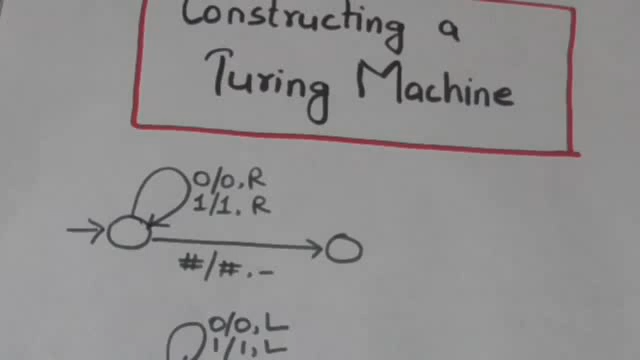 Constructing a
Turing Machine
0/0,R
1/1, R
#/#.-
0/0,L
1/1,L